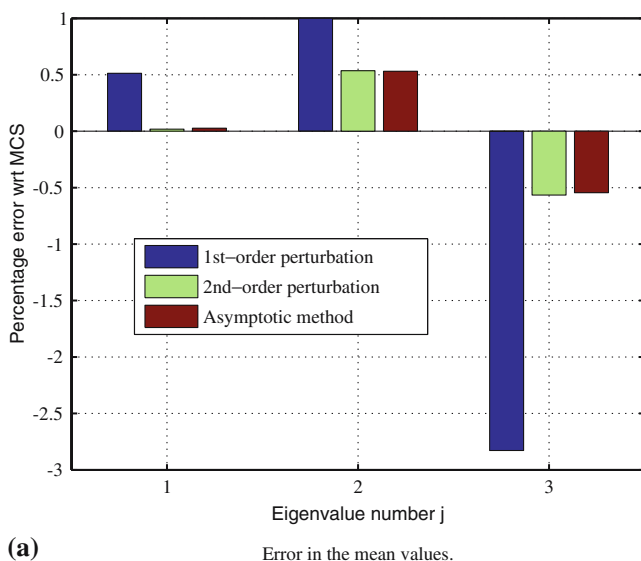 1
0.5
0
-0.5
-1
-1.5
-2
-2.5
-3
Percentage error wrt MCS
1st−order perturbation
2nd−order perturbation
Asymptotic method
1 2 3
Eigenvalue number j
(a) Error in the mean values.